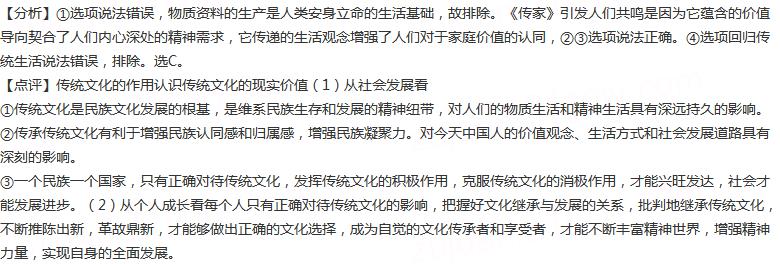 【分析】①选项说法错误，物质资料的生产是人类安身立命的生活基础，故排除。《传家》引发人们共鸣是因为它蕴含的价值
导向契合了人们内心深处的精神需求，它传递的生活观念增强了人们对于家庭价值的认同，②③选项说法正确。④选项回归传
统生活说法错误，排除。选C。
【点评】传统文化的作用认识传统文化的现实价值（1）从社会发展看
①传统文化是民族文化发展的根基，是维系民族生存和发展的精神纽带，对人们的物质生活和精神生活具有深远持久的影响。
②传承传统文化有利于增强民族认同感和归属感，增强民族凝聚力。对今天中国人的价值观念、生活方式和社会发展道路具有
深刻的影响。
③一个民族一个国家，只有正确对待传统文化，发挥传统文化的积极作用，克服传统文化的消极作用，才能兴旺发达，社会才
能发展进步。（2）从个人成长看每个人只有正确对待传统文化的影响，把握好文化继承与发展的关系，批判地继承传统文化，
不断推陈出新，革故鼎新，才能够做出正确的文化选择，成为自觉的文化传承者和享受者，才能不断丰富精神世界，增强精神
力量，实现自身的全面发展。